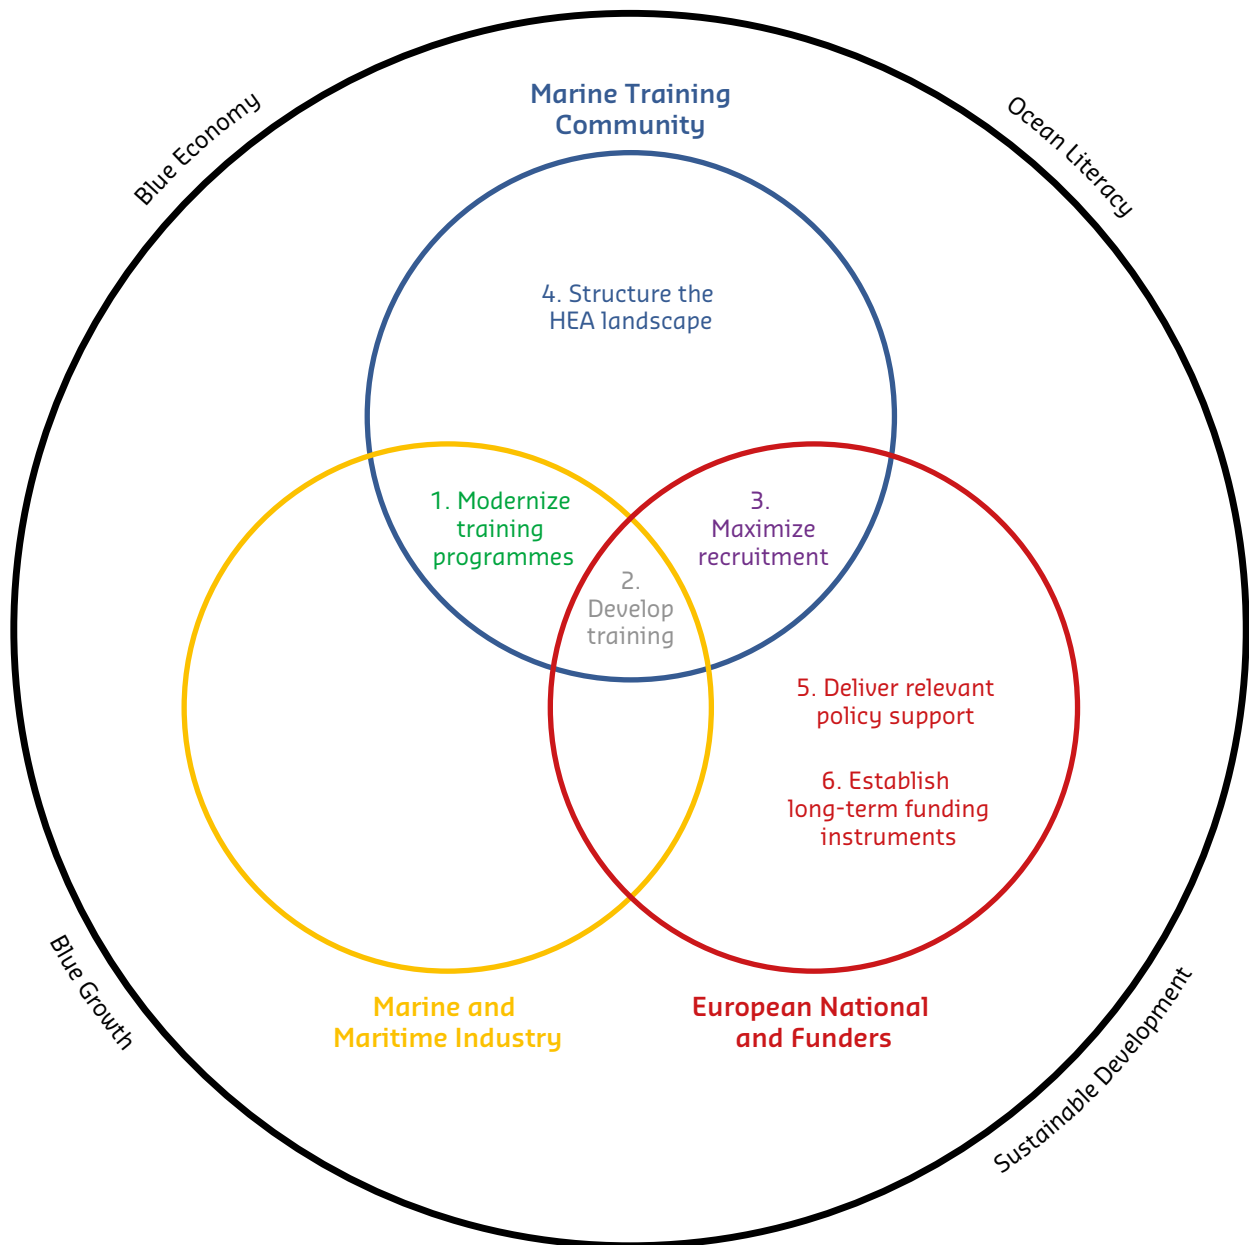 Marine Training
Community
Blue Economy
Ocean Literacy
4. Structure the
HEA landscape
1. Modernize
training
programmes
3.
Maximize
recruitment
2.
Develop
training
5. Deliver relevant
policy support
6. Establish
long-term funding
instruments
Blue Growth
Marine and
Maritime Industry
European National
and Funders
Sustainable Development